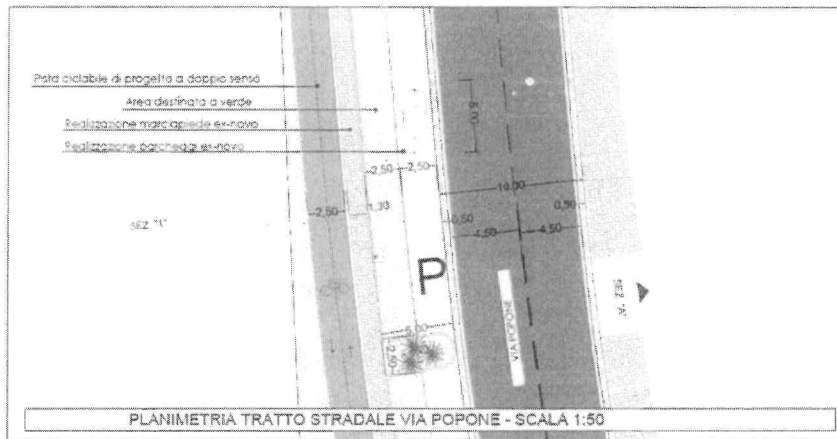 Pista ciclabile di progetto a doppio senso
Area destinata a verde
Realizzazione marciapiede ex-novo
Realizzazione parcheggi ex-novo
5,00
2,50
2,50
10,00
2,50
1,30
0,50
0,50
4,50
4,50
SEZ "A"
P
SEZ. "A"
VIA POPONE
5,00
2,50
PLANIMETRIA TRATTO STRADALE VIA POPONE - SCALA 1:50